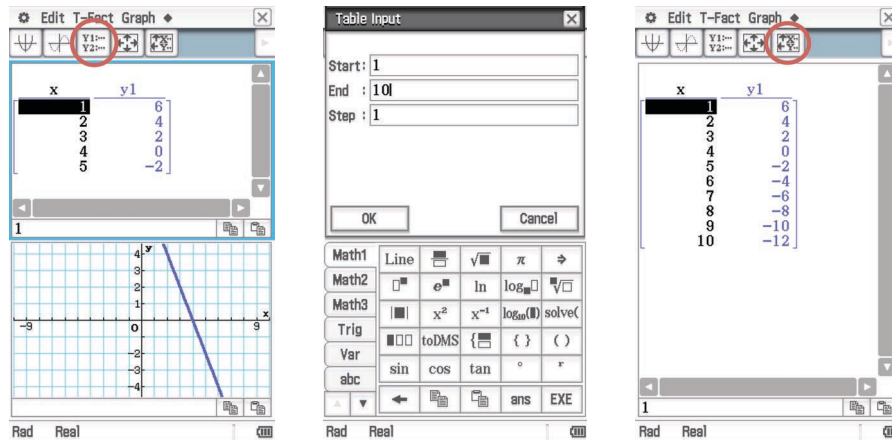 Edit T-Fact Graph ◆
Y1:···
Y2:···
x y1
1 6
2 4
3 2
4 0
5 −2
1
y
4
3
2
1
−9 0 9 x
−2
−3
−4
Rad Real
Table Input
Start: 1
End : 10
Step : 1
OK Cancel
Math1 Line √■ π ⇒
Math2 □■ e■ ln log■□ ■√□
Math3 |■| x² x⁻¹ log₁₀(■) solve(
Trig ■□□ toDMS { } ( )
Var sin cos tan ° r
abc
ans EXE
Rad Real
Edit T-Fact Graph ◆
Y1:···
Y2:···
x y1
1 6
2 4
3 2
4 0
5 −2
6 −4
7 −6
8 −8
9 −10
10 −12
1
Rad Real